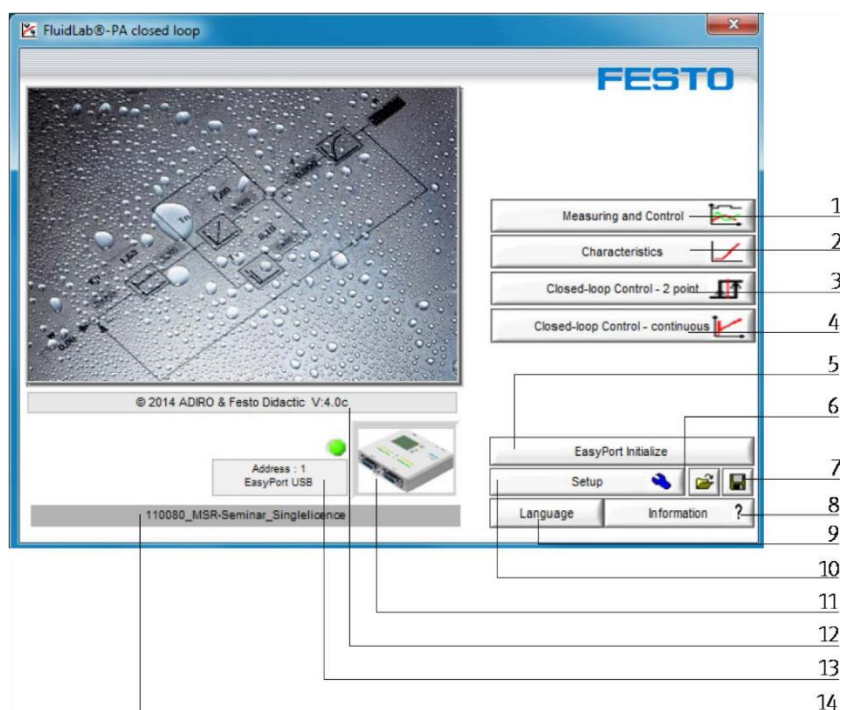 FluidLab®-PA closed loop
FESTO
Measuring and Control
1
Characteristics
2
Closed-loop Control - 2 point
3
Closed-loop Control - continuous
4
5
6
© 2014 ADIRO & Festo Didactic V:4.0c
EasyPort Initialize
Address : 1
EasyPort USB
Setup
7
110080_MSR-Seminar_Singlelicence
Language
Information ?
8
9
10
11
12
13
14